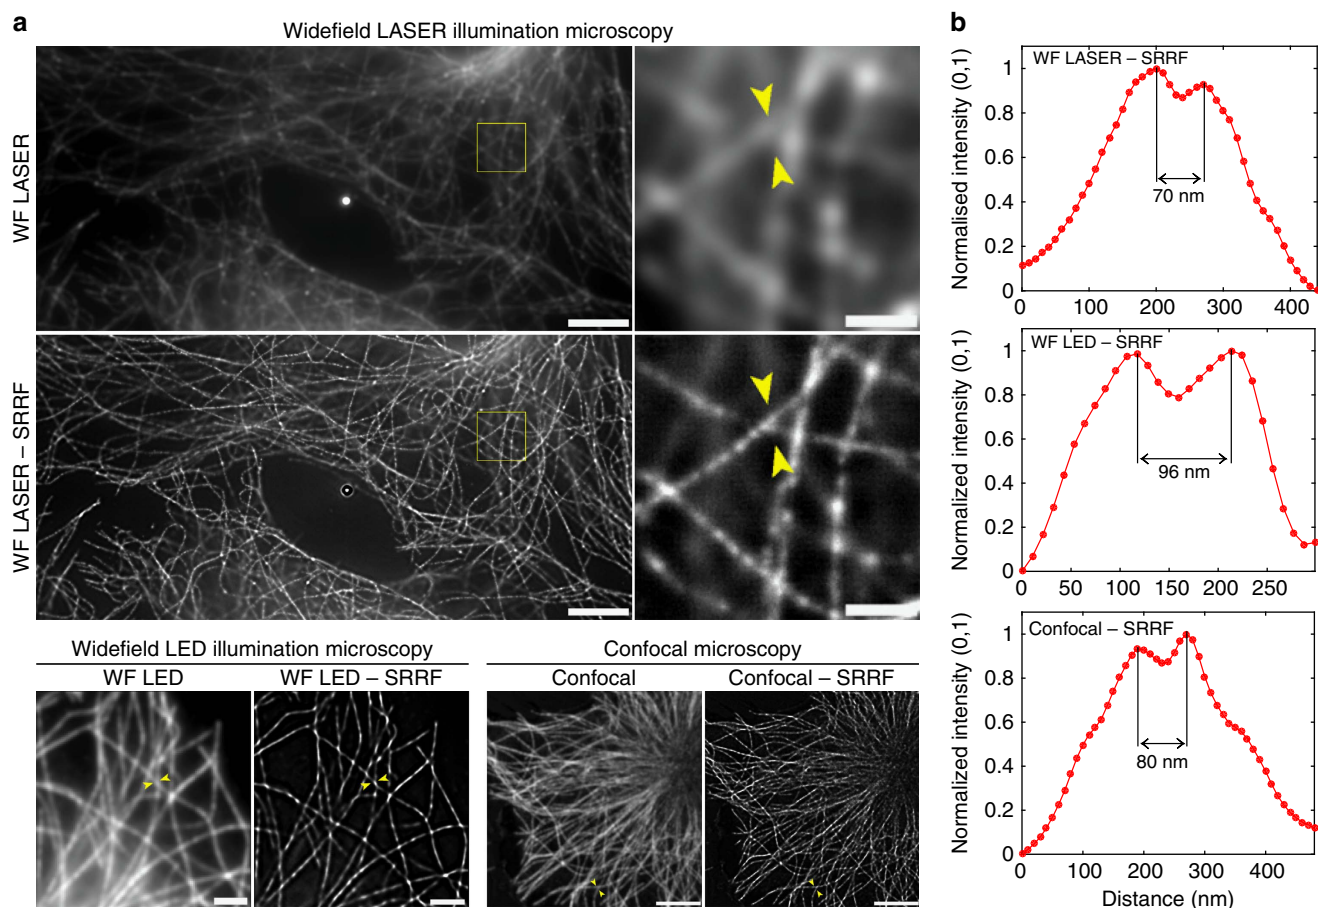 a
Widefield LASER illumination microscopy
WF LASER
WF LASER – SRRF
Widefield LED illumination microscopy
WF LED
WF LED – SRRF
Confocal microscopy
Confocal
Confocal – SRRF
b
WF LASER – SRRF
Normalised intensity (0,1)
1
0.8
0.6
0.4
0.2
0
70 nm
0 100 200 300 400
WF LED – SRRF
Normalized intensity (0,1)
1
0.8
0.6
0.4
0.2
0
96 nm
0 50 100 150 200 250
Confocal – SRRF
Normalized intensity (0,1)
1
0.8
0.6
0.4
0.2
0
80 nm
0 100 200 300 400
Distance (nm)